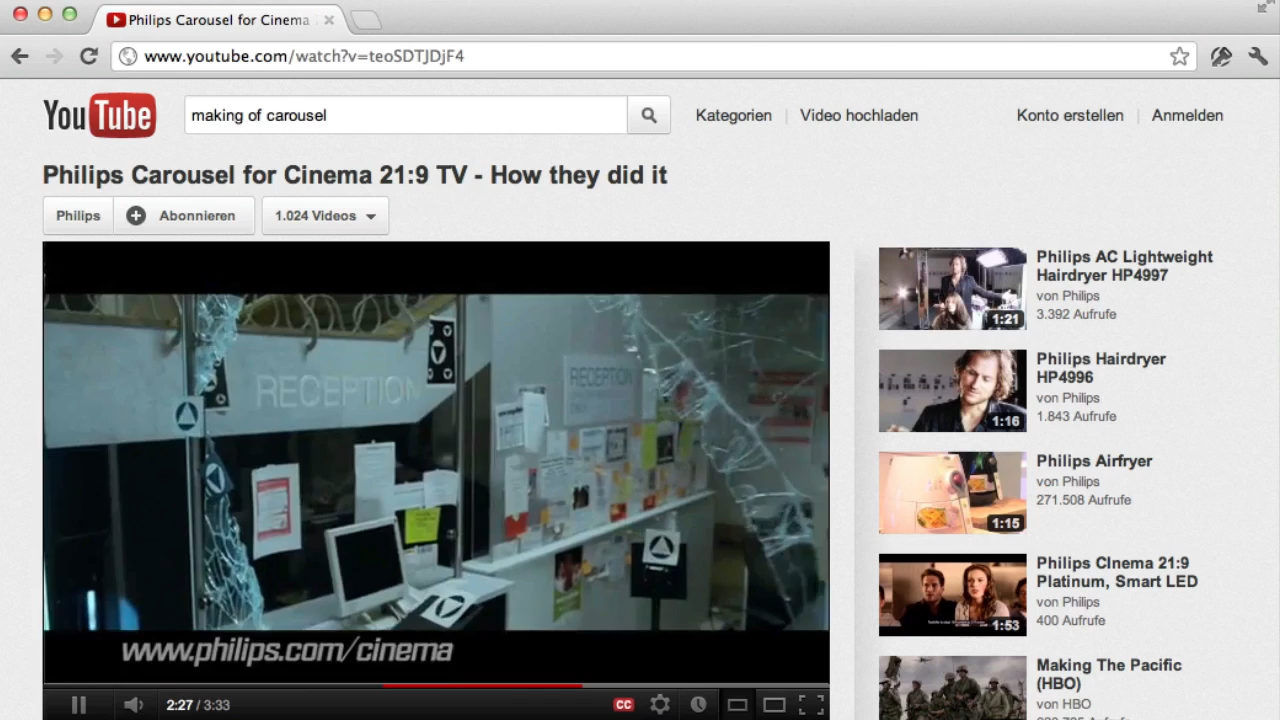 Philips Carousel for Cinema
www.youtube.com/watch?v=teoSDTJDjF4
YouTube
making of carousel
Kategorien
Video hochladen
Konto erstellen
Anmelden
Philips Carousel for Cinema 21:9 TV - How they did it
Philips
Abonnieren
1.024 Videos
RECEPTION
RECEPTION
www.philips.com/cinema
2:27 / 3:33
CC
Philips AC Lightweight
Hairdryer HP4997
von Philips
3.392 Aufrufe
1:21
Philips Hairdryer
HP4996
von Philips
1.843 Aufrufe
1:16
Philips Airfryer
von Philips
271.508 Aufrufe
1:15
Philips CInema 21:9
Platinum, Smart LED
von Philips
400 Aufrufe
1:53
Making The Pacific
(HBO)
von HBO